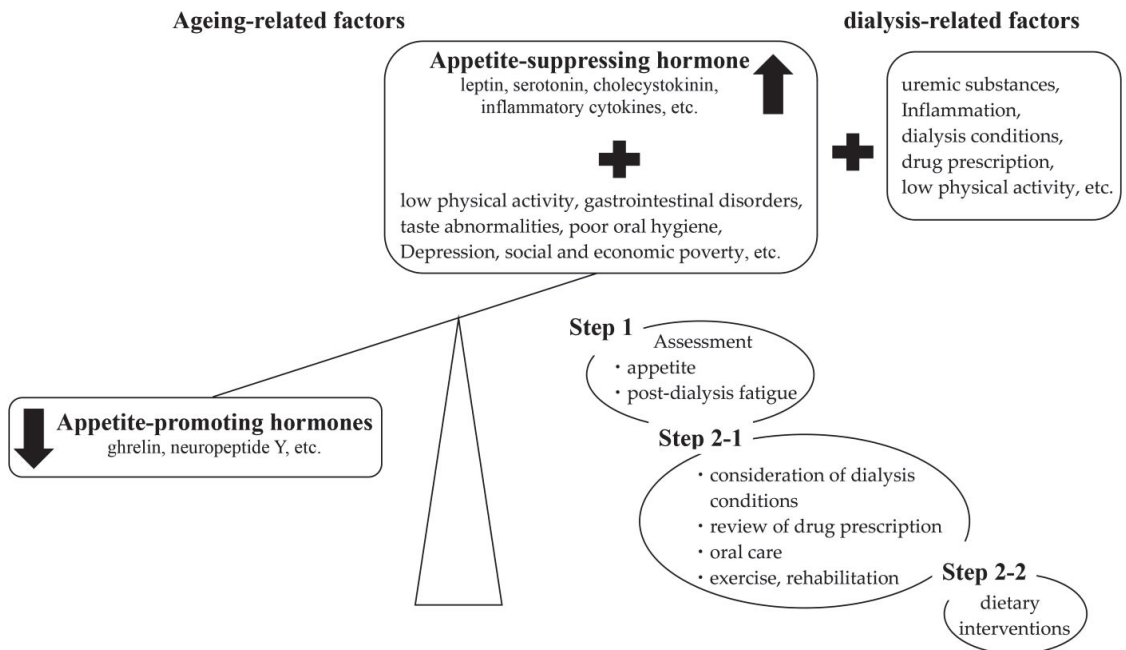 Ageing-related factors
dialysis-related factors
Appetite-suppressing hormone
leptin, serotonin, cholecystokinin,
inflammatory cytokines, etc.
low physical activity, gastrointestinal disorders,
taste abnormalities, poor oral hygiene,
Depression, social and economic poverty, etc.
uremic substances,
Inflammation,
dialysis conditions,
drug prescription,
low physical activity, etc.
Appetite-promoting hormones
ghrelin, neuropeptide Y, etc.
Step 1
Assessment
・appetite
・post-dialysis fatigue
Step 2-1
・consideration of dialysis
conditions
・review of drug prescription
・oral care
・exercise, rehabilitation
Step 2-2
dietary
interventions